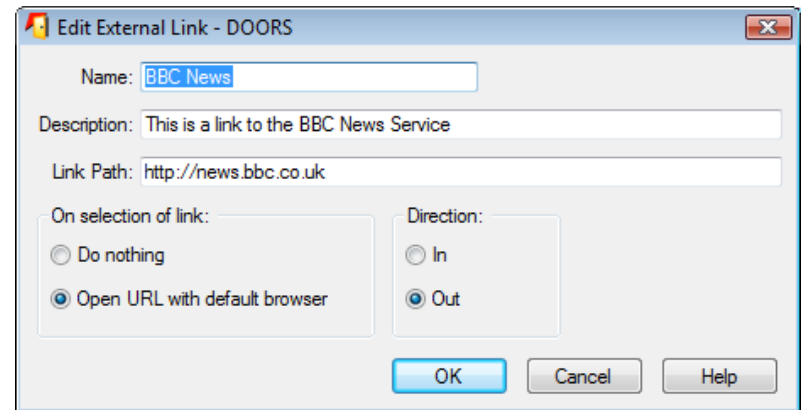 Edit External Link - DOORS
Name: BBC News
Description: This is a link to the BBC News Service
Link Path: http://news.bbc.co.uk
On selection of link: Direction:
Do nothing In
Open URL with default browser Out
OK Cancel Help